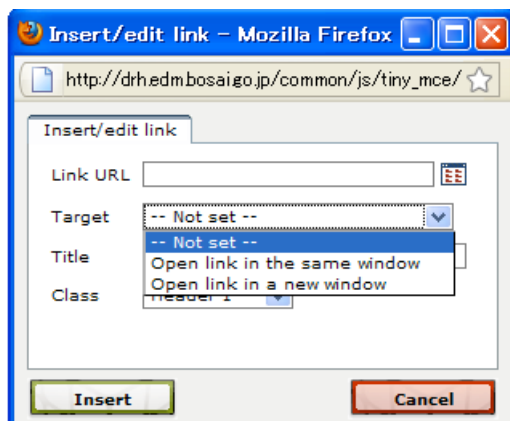 Insert/edit link - Mozilla Firefox
http://drh.edm.bosai.go.jp/common/js/tiny_mce/
Insert/edit link
Link URL
Target -- Not set --
-- Not set --
Title
Open link in the same window
Open link in a new window
Class Header 1
Insert Cancel